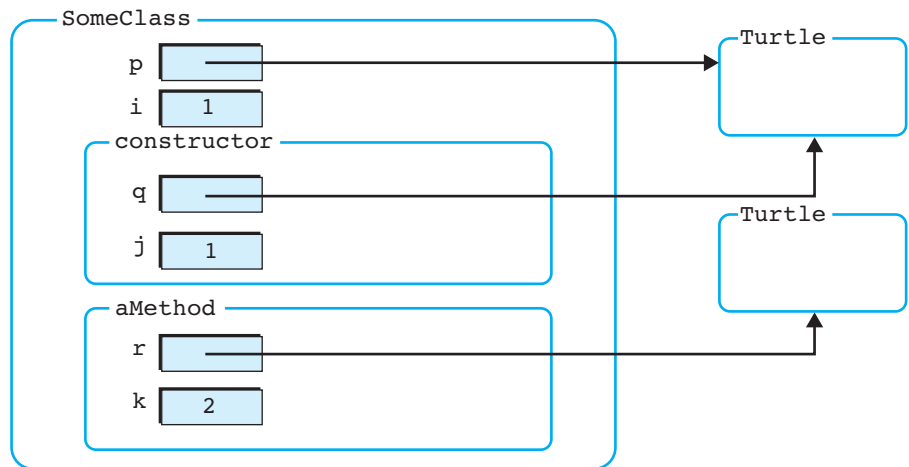 SomeClass
Turtle
p
i 1
constructor
q
j 1
Turtle
aMethod
r
k 2